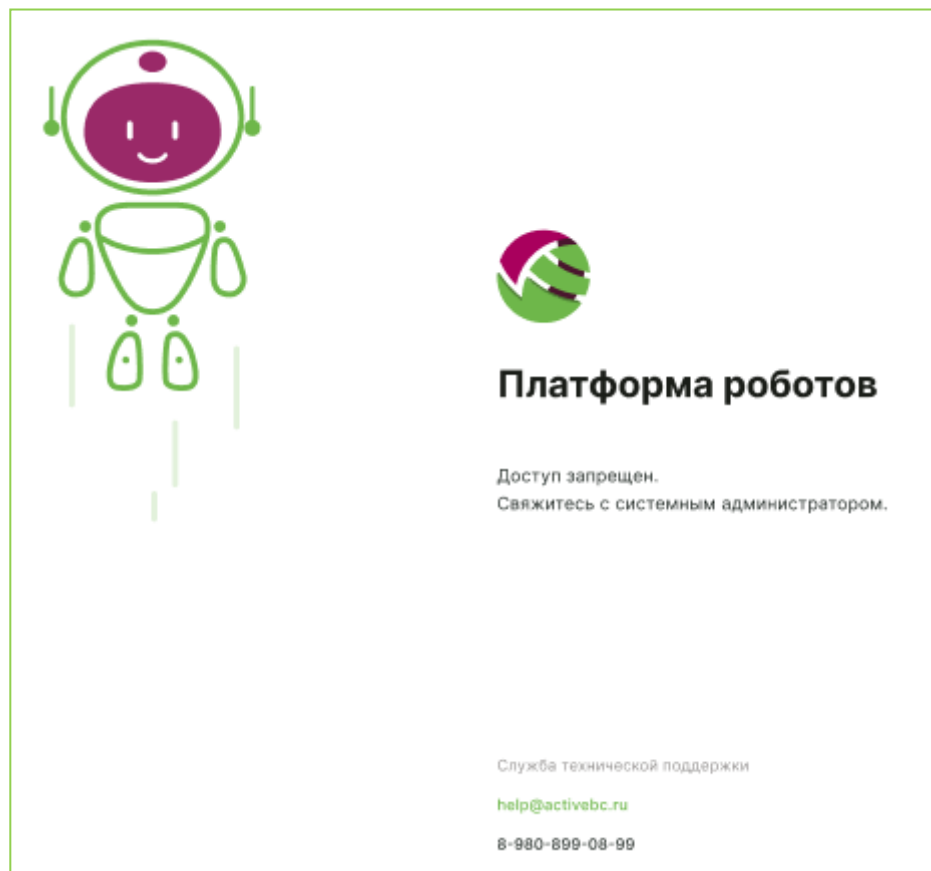 Платформа роботов
Доступ запрещен.
Свяжитесь с системным администратором.
Служба технической поддержки
help@activebc.ru
8-980-899-08-99